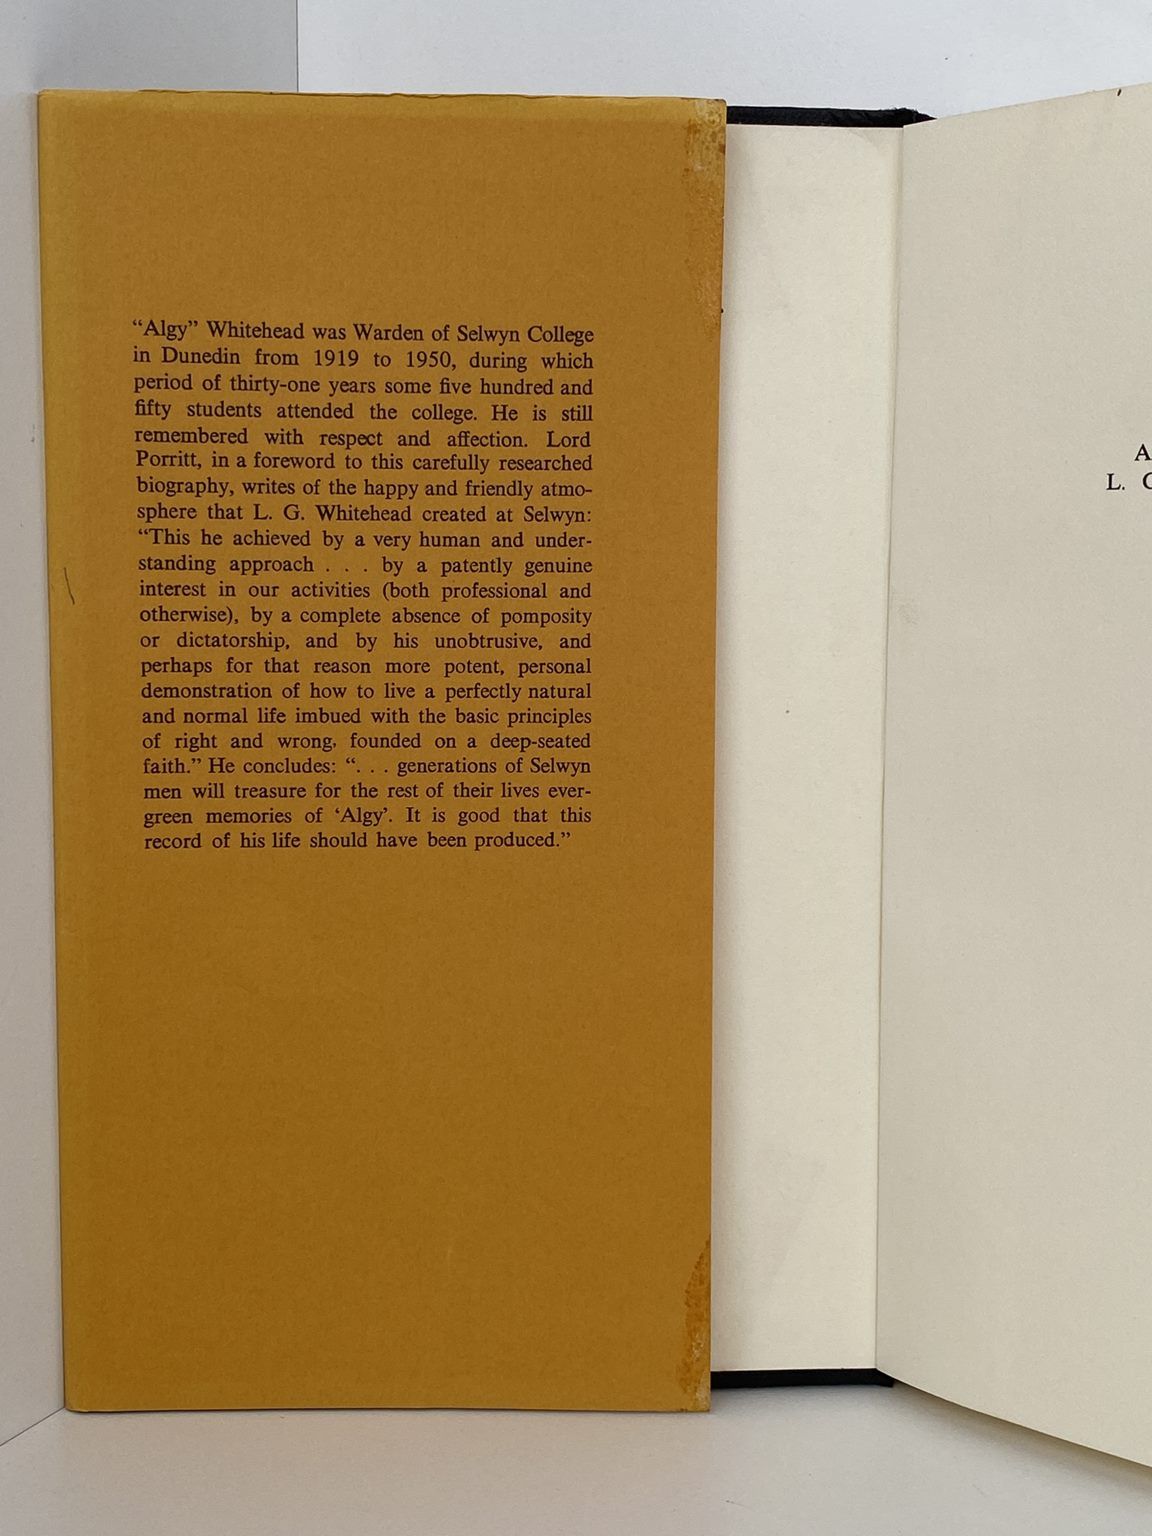 “Algy” Whitehead was Warden of Selwyn College
in Dunedin from 1919 to 1950, during which
period of thirty-one years some five hundred and
fifty students attended the college. He is still
remembered with respect and affection. Lord
Porritt, in a foreword to this carefully researched
biography, writes of the happy and friendly atmo-
sphere that L. G. Whitehead created at Selwyn:
“This he achieved by a very human and under-
standing approach . . . by a patently genuine
interest in our activities (both professional and
otherwise), by a complete absence of pomposity
or dictatorship, and by his unobtrusive, and
perhaps for that reason more potent, personal
demonstration of how to live a perfectly natural
and normal life imbued with the basic principles
of right and wrong, founded on a deep-seated
faith.” He concludes: “. . . generations of Selwyn
men will treasure for the rest of their lives ever-
green memories of ‘Algy’. It is good that this
record of his life should have been produced.”
L.